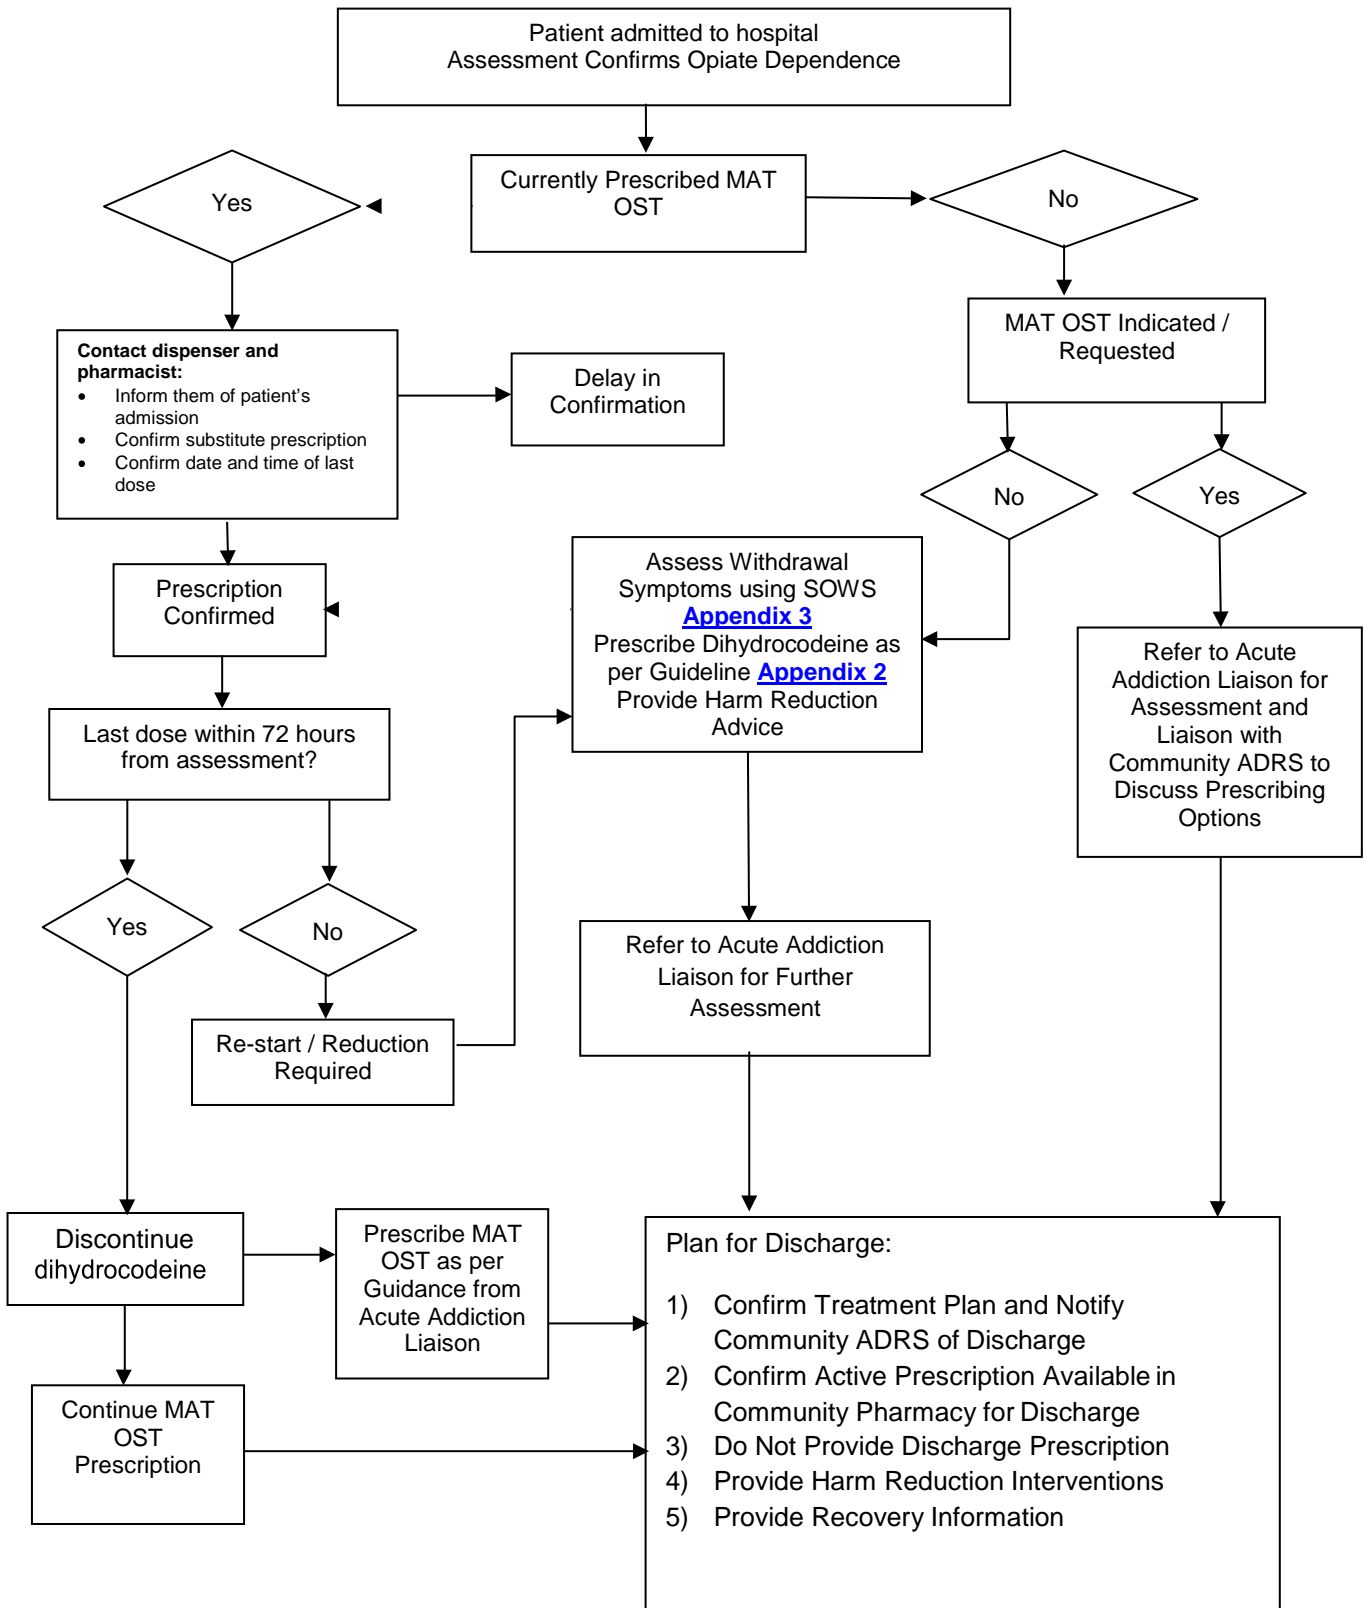 Patient admitted to hospital
Assessment Confirms Opiate Dependence
Currently Prescribed MAT
OST
Yes
No
MAT OST Indicated /
Requested
Contact dispenser and
pharmacist:
• Inform them of patient’s
admission
• Confirm substitute prescription
• Confirm date and time of last
dose
Delay in
Confirmation
No
Yes
Prescription
Confirmed
Assess Withdrawal
Symptoms using SOWS
Appendix 3
Prescribe Dihydrocodeine as
per Guideline Appendix 2
Provide Harm Reduction
Advice
Refer to Acute
Addiction Liaison for
Assessment and
Liaison with
Community ADRS to
Discuss Prescribing
Options
Last dose within 72 hours
from assessment?
Yes
No
Re-start / Reduction
Required
Refer to Acute Addiction
Liaison for Further
Assessment
Discontinue
dihydrocodeine
Prescribe MAT
OST as per
Guidance from
Acute Addiction
Liaison
Continue MAT
OST
Prescription
Plan for Discharge:
1) Confirm Treatment Plan and Notify
Community ADRS of Discharge
2) Confirm Active Prescription Available in
Community Pharmacy for Discharge
3) Do Not Provide Discharge Prescription
4) Provide Harm Reduction Interventions
5) Provide Recovery Information